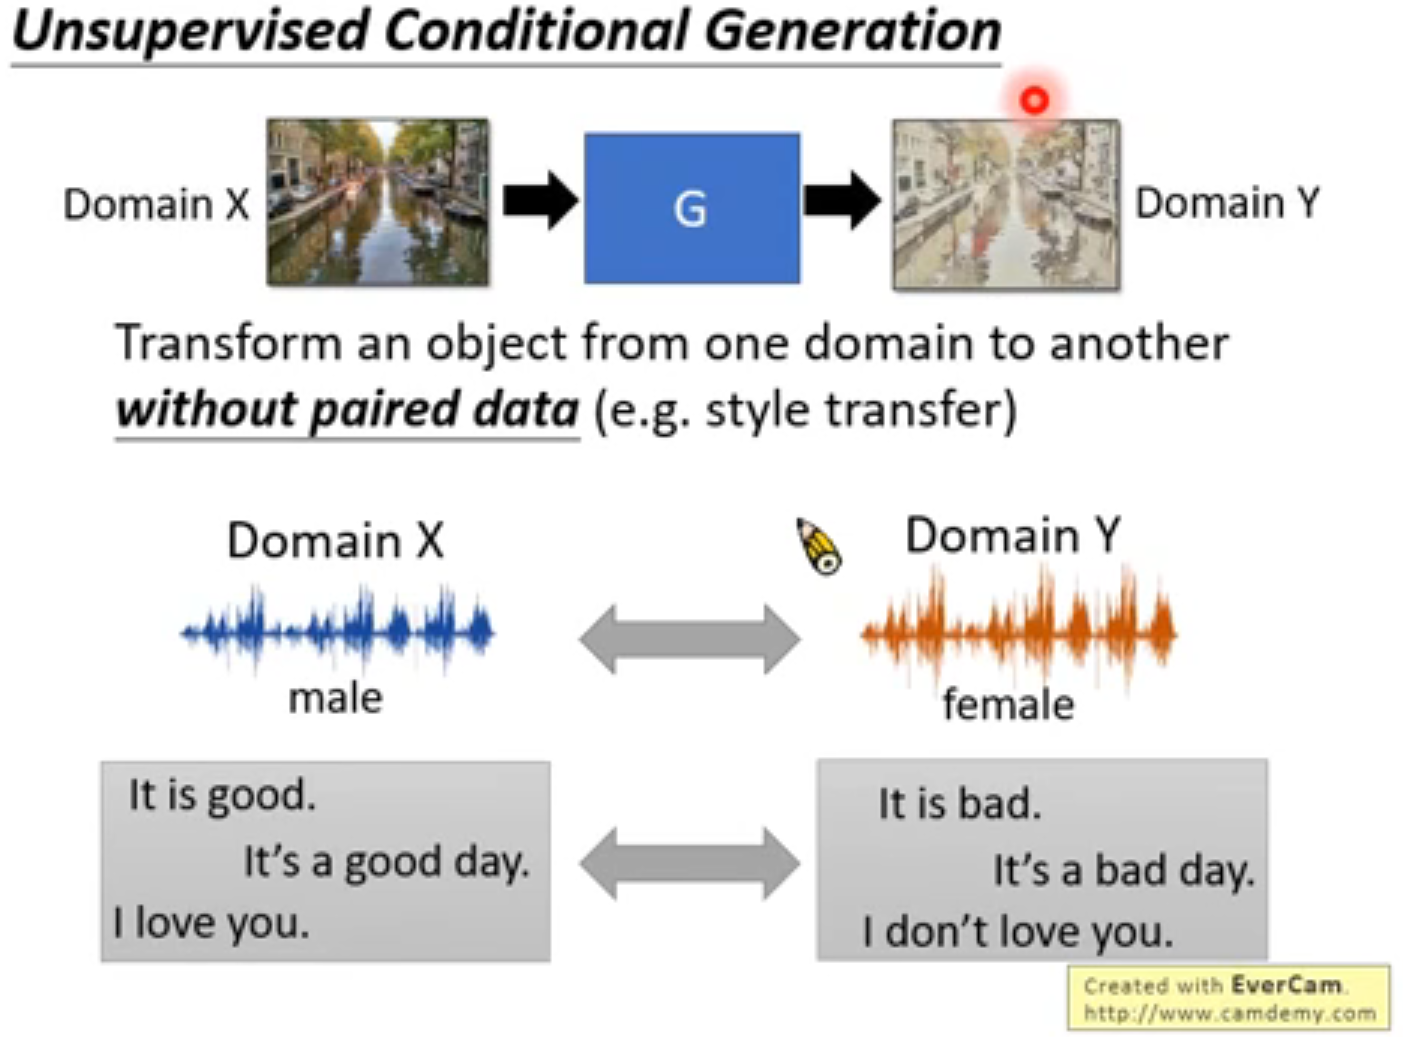 Unsupervised Conditional Generation
Domain X
G
Domain Y
Transform an object from one domain to another
without paired data (e.g. style transfer)
Domain X
Domain Y
male
female
It is good.
It's a good day.
I love you.
It is bad.
It's a bad day.
I don't love you.
Created with EverCam.
http://www.camdemy.com